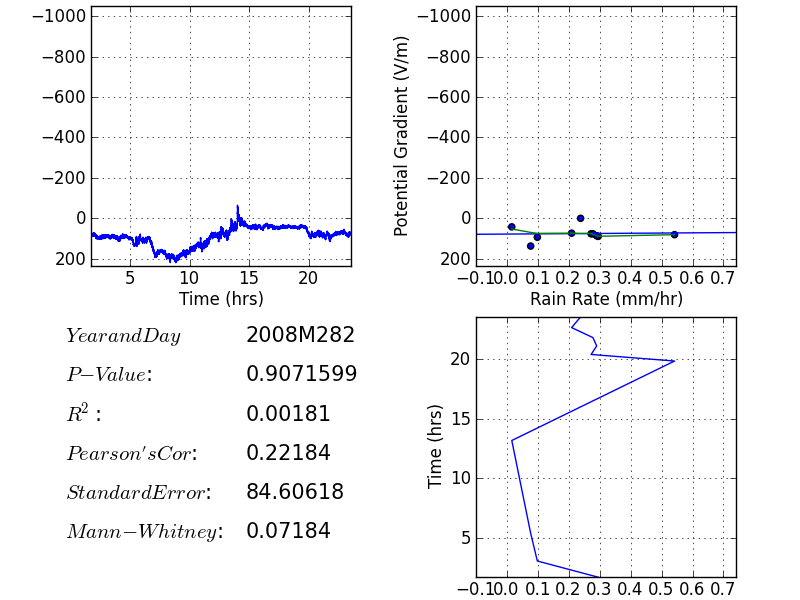 −1000
−800
−600
−400
−200
0
200
5 10 15 20
Time (hrs)
Potential Gradient (V/m)
−1000
−800
−600
−400
−200
0
200
−0.1 0.0 0.1 0.2 0.3 0.4 0.5 0.6 0.7
Rain Rate (mm/hr)
YearandDay 2008M282
P−Value: 0.9071599
R² : 0.00181
Pearson'sCor: 0.22184
StandardError: 84.60618
Mann−Whitney: 0.07184
Time (hrs)
20
15
10
5
−0.1 0.0 0.1 0.2 0.3 0.4 0.5 0.6 0.7